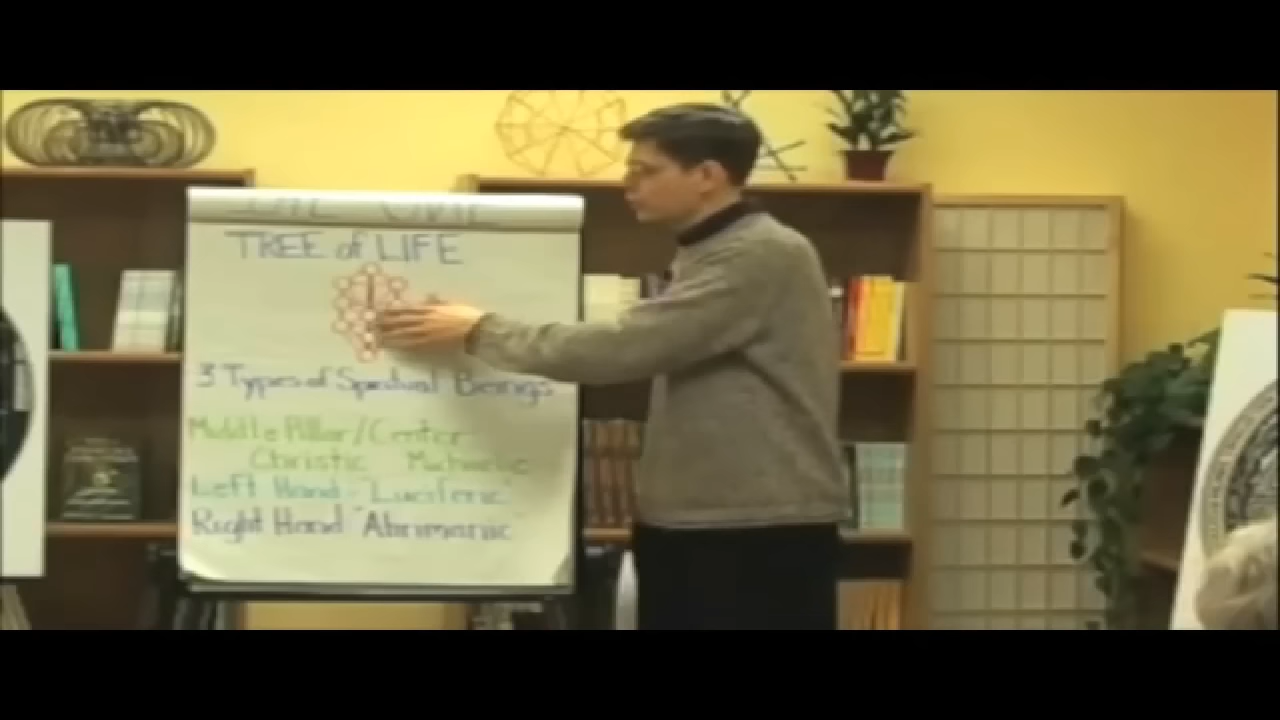 TREE of LIFE
3 Types of Spiritual Beings
Middle Pillar/Center
Christic Michaelic
Left Hand - "Luciferic"
Right Hand "Ahrimanic"